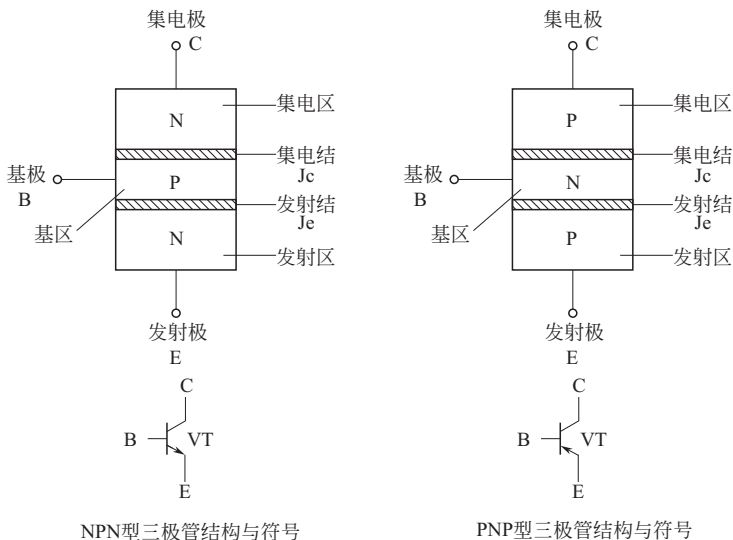 集电极
C
N
集电区
集电结
Jc
基极
B
P
发射结
Je
基区
N
发射区
发射极
E
C
B
VT
E
NPN型三极管结构与符号
集电极
C
P
集电区
集电结
Jc
基极
B
N
发射结
Je
基区
P
发射区
发射极
E
C
B
VT
E
PNP型三极管结构与符号